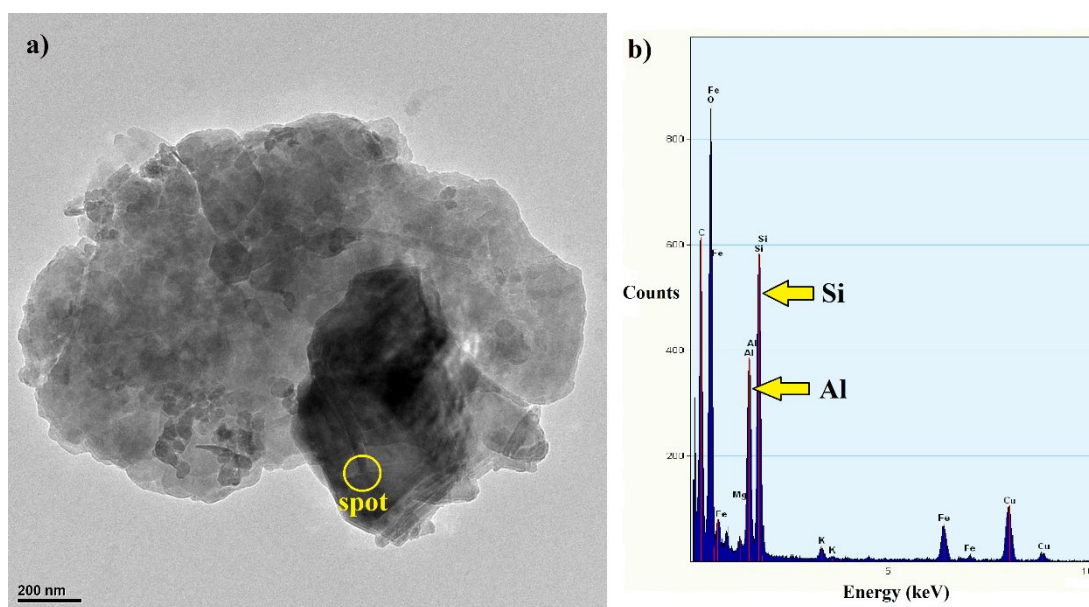 a)
spot
200 nm
b)
Fe
O
800
C
Fe
600
Si
Si
Counts
Si
400
Al
Al
Al
200
Mg
Fe
K
K
Fe
Fe
Cu
Cu
5
10
Energy (keV)